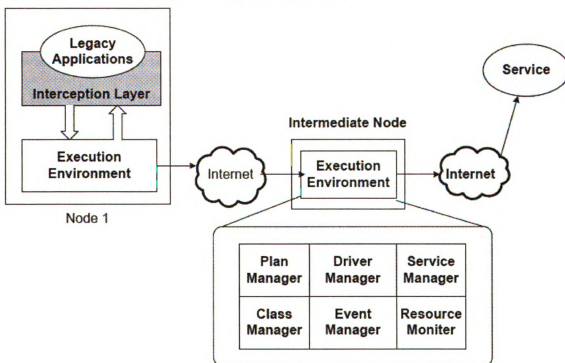 Legacy
Applications
Interception Layer
Execution
Environment
Node 1
Internet
Intermediate Node
Execution
Environment
Internet
Service
Plan
Manager
Driver
Manager
Service
Manager
Class
Manager
Event
Manager
Resource
Moniter